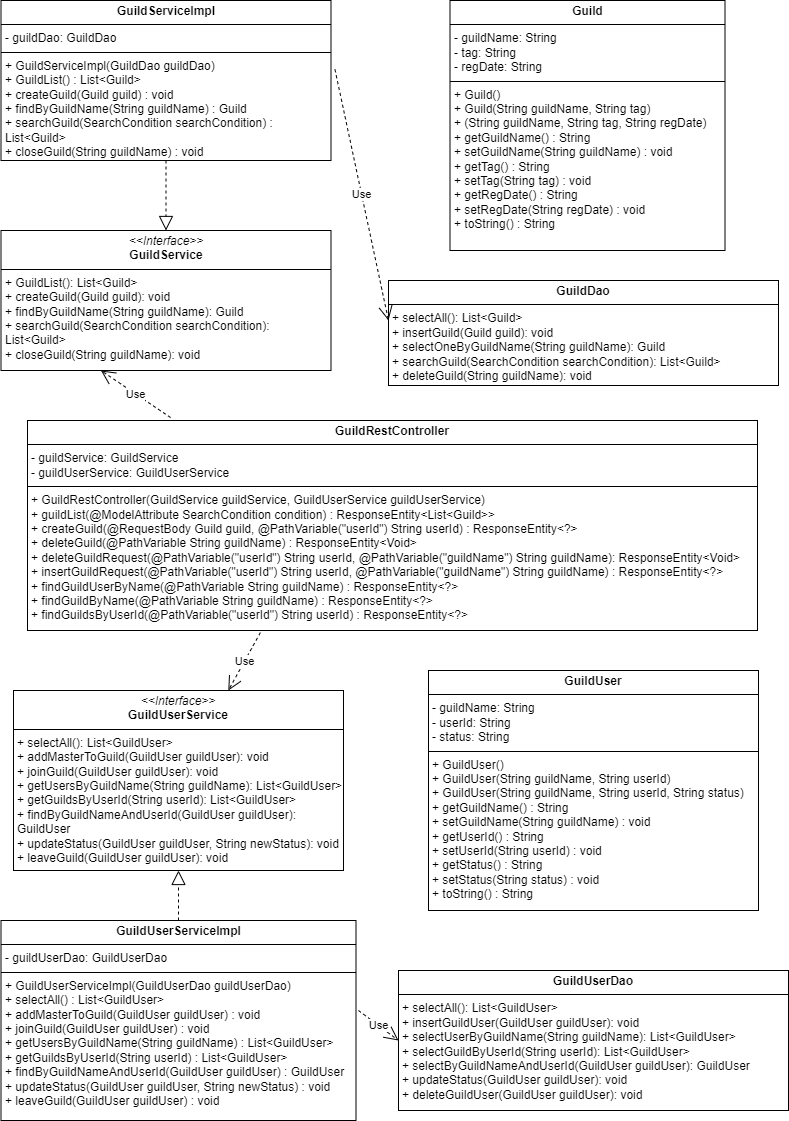 GuildServiceImpl
- guildDao: GuildDao
+ GuildServiceImpl(GuildDao guildDao)
+ GuildList() : List<Guild>
+ createGuild(Guild guild) : void
+ findByGuildName(String guildName) : Guild
+ searchGuild(SearchCondition searchCondition) :
List<Guild>
+ closeGuild(String guildName) : void
Guild
- guildName: String
- tag: String
- regDate: String
+ Guild()
+ Guild(String guildName, String tag)
+ (String guildName, String tag, String regDate)
+ getGuildName() : String
+ setGuildName(String guildName) : void
+ getTag() : String
+ setTag(String tag) : void
+ getRegDate() : String
+ setRegDate(String regDate) : void
+ toString() : String
Use
<<Interface>>
GuildService
+ GuildList(): List<Guild>
+ createGuild(Guild guild): void
+ findByGuildName(String guildName): Guild
+ searchGuild(SearchCondition searchCondition):
List<Guild>
+ closeGuild(String guildName): void
GuildDao
+ selectAll(): List<Guild>
+ insertGuild(Guild guild): void
+ selectOneByGuildName(String guildName): Guild
+ searchGuild(SearchCondition searchCondition): List<Guild>
+ deleteGuild(String guildName): void
Use
GuildRestController
- guildService: GuildService
- guildUserService: GuildUserService
+ GuildRestController(GuildService guildService, GuildUserService guildUserService)
+ guildList(@ModelAttribute SearchCondition condition) : ResponseEntity<List<Guild>>
+ createGuild(@RequestBody Guild guild, @PathVariable("userId") String userId) : ResponseEntity<?>
+ deleteGuild(@PathVariable String guildName) : ResponseEntity<Void>
+ deleteGuildRequest(@PathVariable("userId") String userId, @PathVariable("guildName") String guildName): ResponseEntity<Void>
+ insertGuildRequest(@PathVariable("userId") String userId, @PathVariable("guildName") String guildName) : ResponseEntity<?>
+ findGuildUserByName(@PathVariable String guildName) : ResponseEntity<?>
+ findGuildByName(@PathVariable String guildName) : ResponseEntity<?>
+ findGuildsByUserId(@PathVariable("userId") String userId) : ResponseEntity<?>
Use
<<Interface>>
GuildUserService
+ selectAll(): List<GuildUser>
+ addMasterToGuild(GuildUser guildUser): void
+ joinGuild(GuildUser guildUser): void
+ getUsersByGuildName(String guildName): List<GuildUser>
+ getGuildsByUserId(String userId): List<GuildUser>
+ findByGuildNameAndUserId(GuildUser guildUser):
GuildUser
+ updateStatus(GuildUser guildUser, String newStatus): void
+ leaveGuild(GuildUser guildUser): void
GuildUser
- guildName: String
- userId: String
- status: String
+ GuildUser()
+ GuildUser(String guildName, String userId)
+ GuildUser(String guildName, String userId, String status)
+ getGuildName() : String
+ setGuildName(String guildName) : void
+ getUserId() : String
+ setUserId(String userId) : void
+ getStatus() : String
+ setStatus(String status) : void
+ toString() : String
GuildUserServiceImpl
- guildUserDao: GuildUserDao
+ GuildUserServiceImpl(GuildUserDao guildUserDao)
+ selectAll() : List<GuildUser>
+ addMasterToGuild(GuildUser guildUser) : void
+ joinGuild(GuildUser guildUser) : void
+ getUsersByGuildName(String guildName) : List<GuildUser>
+ getGuildsByUserId(String userId) : List<GuildUser>
+ findByGuildNameAndUserId(GuildUser guildUser) : GuildUser
+ updateStatus(GuildUser guildUser, String newStatus) : void
+ leaveGuild(GuildUser guildUser) : void
Use
GuildUserDao
+ selectAll(): List<GuildUser>
+ insertGuildUser(GuildUser guildUser): void
+ selectUserByGuildName(String guildName): List<GuildUser>
+ selectGuildByUserId(String userId): List<GuildUser>
+ selectByGuildNameAndUserId(GuildUser guildUser): GuildUser
+ updateStatus(GuildUser guildUser): void
+ deleteGuildUser(GuildUser guildUser): void